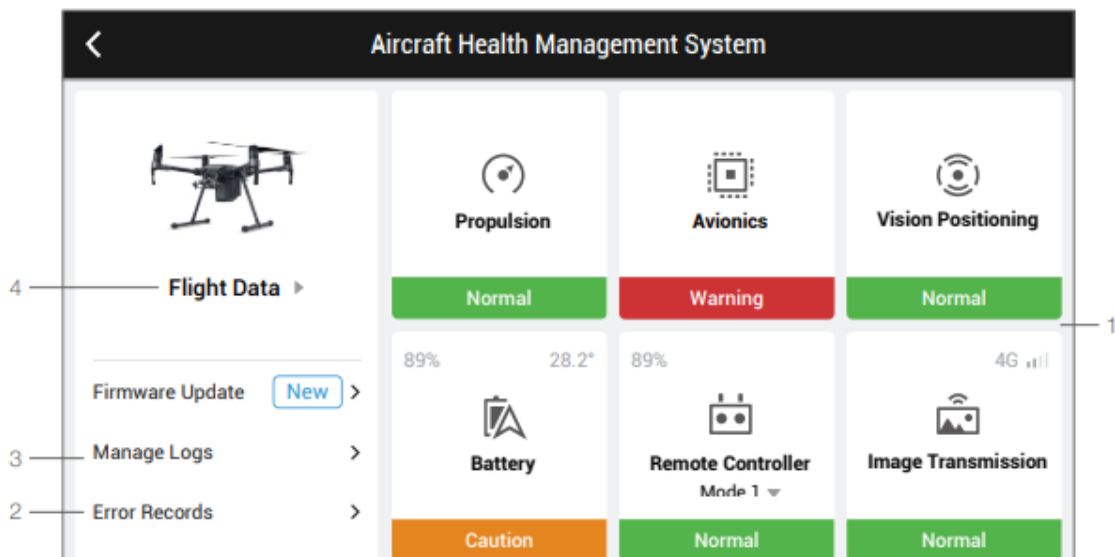 Aircraft Health Management System
4
Flight Data
Firmware Update New
3
Manage Logs
2
Error Records
Propulsion
Normal
Avionics
Warning
Vision Positioning
Normal
1
89% 28.2°
Battery
Caution
89%
Remote Controller
Mode 1
Normal
4G
Image Transmission
Normal